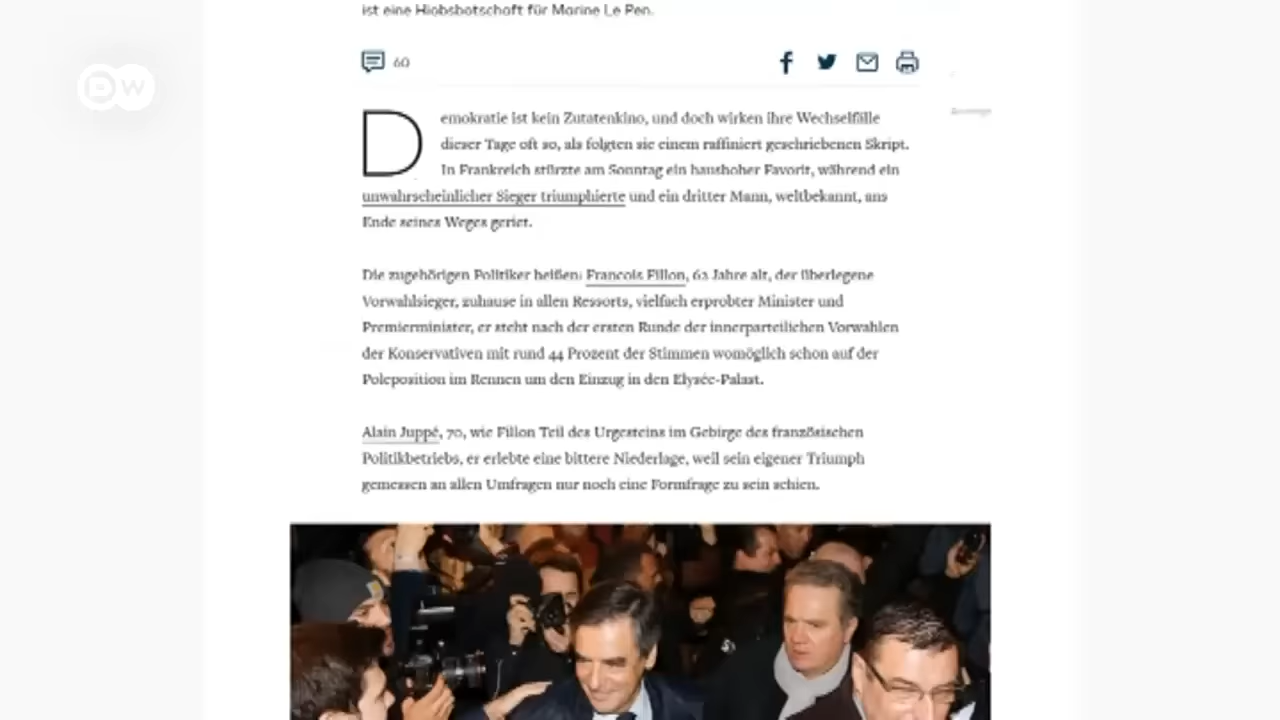 ist eine Hiobsbotschaft für Marine Le Pen.
DW
60
Demokratie ist kein Zutatenkino, und doch wirken ihre Wechselfälle
dieser Tage oft so, als folgten sie einem raffiniert geschriebenen Skript.
In Frankreich stürzte am Sonntag ein haushoher Favorit, während ein
unwahrscheinlicher Sieger triumphierte und ein dritter Mann, weltbekannt, ans
Ende seines Weges geriet.
Die zugehörigen Politiker heißen: Francois Fillon, 62 Jahre alt, der überlegene
Vorwahlsieger, zuhause in allen Ressorts, vielfach erprobter Minister und
Premierminister, er steht nach der ersten Runde der innerparteilichen Vorwahlen
der Konservativen mit rund 44 Prozent der Stimmen womöglich schon auf der
Poleposition im Rennen um den Einzug in den Elysée-Palast.
Alain Juppé, 70, wie Fillon Teil des Urgesteins im Gebirge des französischen
Politikbetriebs, er erlebte eine bittere Niederlage, weil sein eigener Triumph
gemessen an allen Umfragen nur noch eine Formfrage zu sein schien.